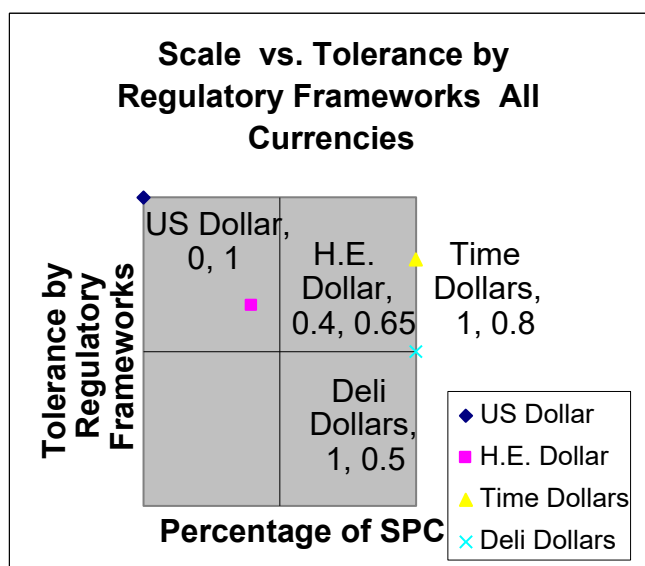 Scale vs. Tolerance by
Regulatory Frameworks All
Currencies
Tolerance by
Regulatory
Frameworks
US Dollar,
0, 1
H.E.
Dollar,
0.4, 0.65
Time
Dollars,
1, 0.8
Deli
Dollars,
1, 0.5
Percentage of SPC
US Dollar
H.E. Dollar
Time Dollars
Deli Dollars